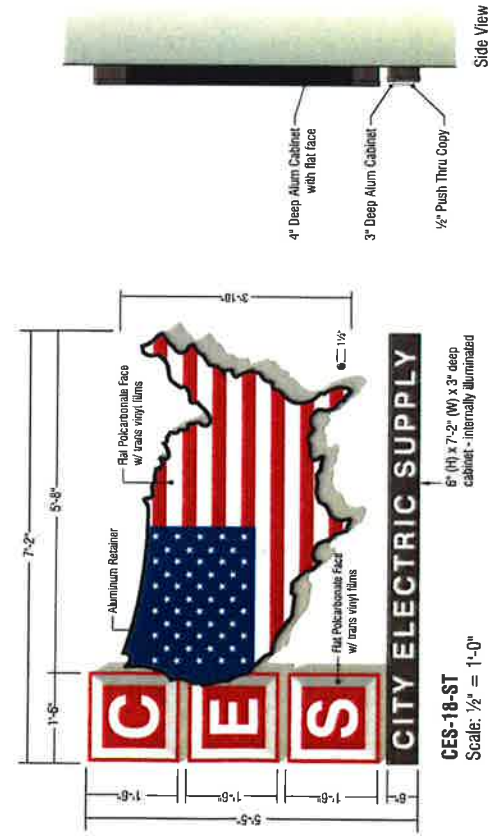 7'-2"
1'-6"
5'-8"
Aluminum Retainer
Flat Polcarbonate Face
w/ trans vinyl films
3'-10"
C
E
S
1'-6"
1'-6"
1'-6"
5'-5"
6"
1½"
Flat Polcarbonate Face
w/ trans vinyl films
CITY ELECTRIC SUPPLY
6" (H) x 7'-2" (W) x 3" deep
cabinet - internally illuminated
CES-18-ST
Scale: ½" = 1'-0"
4" Deep Alum Cabinet
with flat face
3" Deep Alum Cabinet
½" Push Thru Copy
Side View